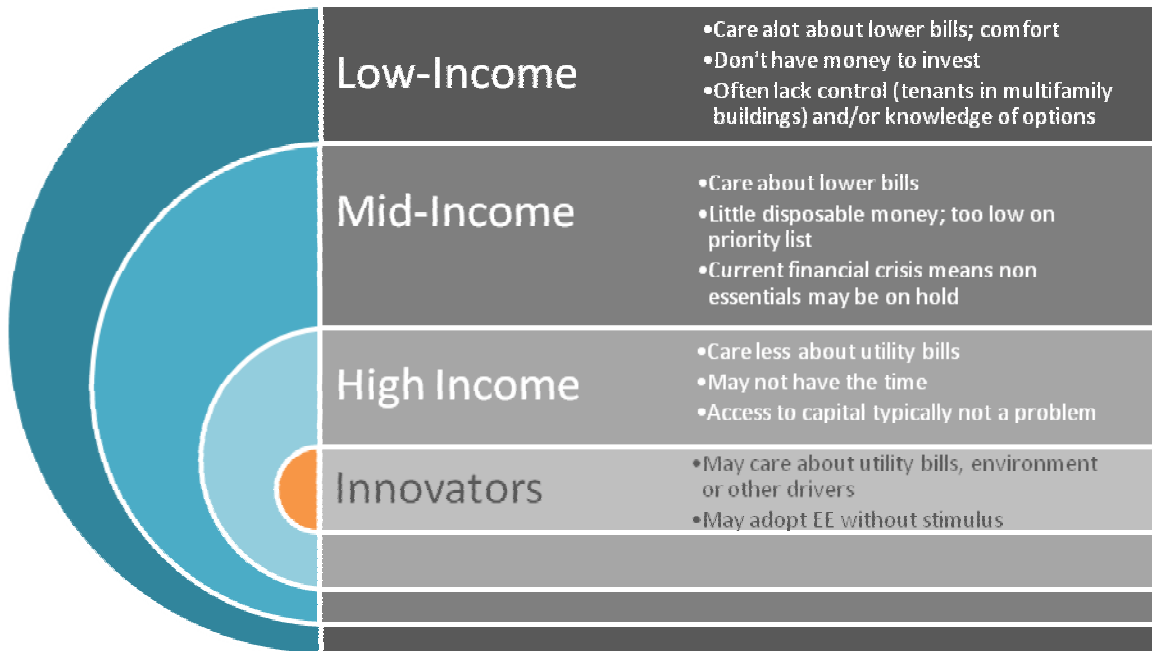 Low-Income
•Care alot about lower bills; comfort
•Don't have money to invest
•Often lack control (tenants in multifamily
buildings) and/or knowledge of options
Mid-Income
•Care about lower bills
•Little disposable money; too low on
priority list
•Current financial crisis means non
essentials may be on hold
High Income
•Care less about utility bills
•May not have the time
•Access to capital typically not a problem
Innovators
•May care about utility bills, environment
or other drivers
•May adopt EE without stimulus